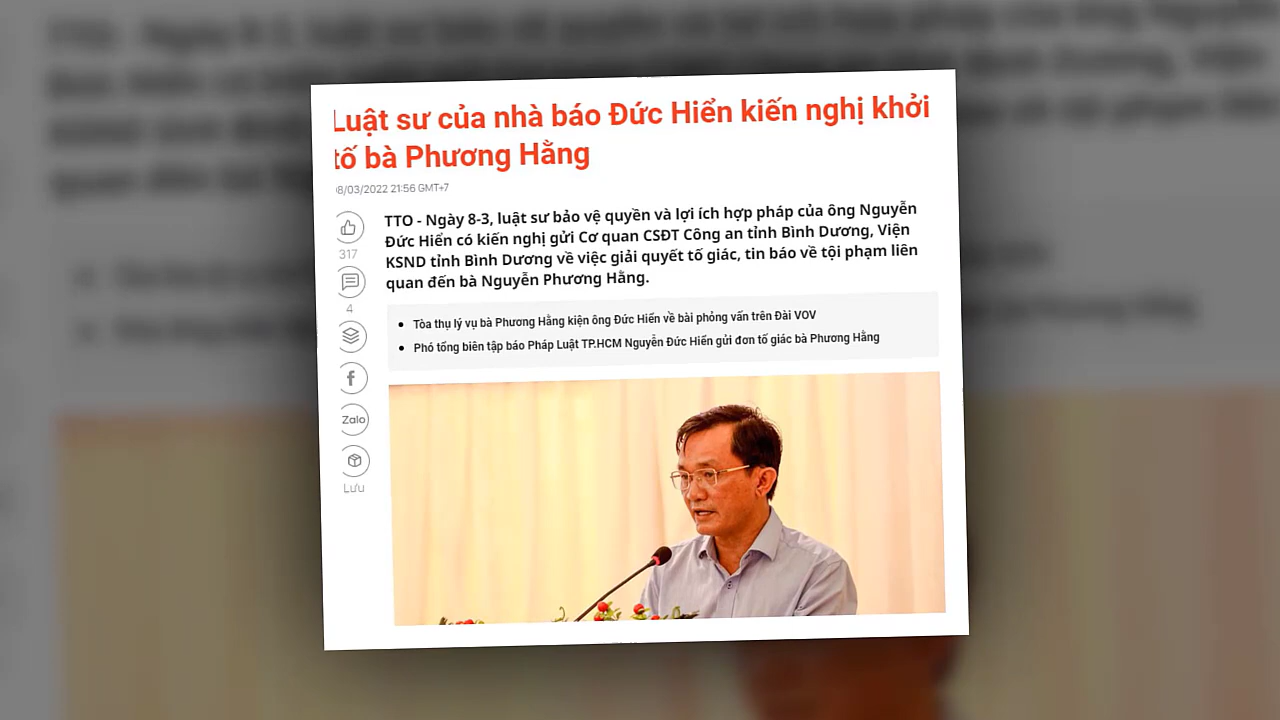 Luật sư của nhà báo Đức Hiển kiến nghị khởi
tố bà Phương Hằng
8/03/2022 21:56 GMT+7
TTO - Ngày 8-3, luật sư bảo vệ quyền và lợi ích hợp pháp của ông Nguyễn
Đức Hiển có kiến nghị gửi Cơ quan CSĐT Công an tỉnh Bình Dương, Viện
KSND tỉnh Bình Dương về việc giải quyết tố giác, tin báo về tội phạm liên
quan đến bà Nguyễn Phương Hằng.
317
4
Tòa thụ lý vụ bà Phương Hằng kiện ông Đức Hiển về bài phỏng vấn trên Đài VOV
Phó tổng biên tập báo Pháp Luật TP.HCM Nguyễn Đức Hiển gửi đơn tố giác bà Phương Hằng
Zalo
Lưu